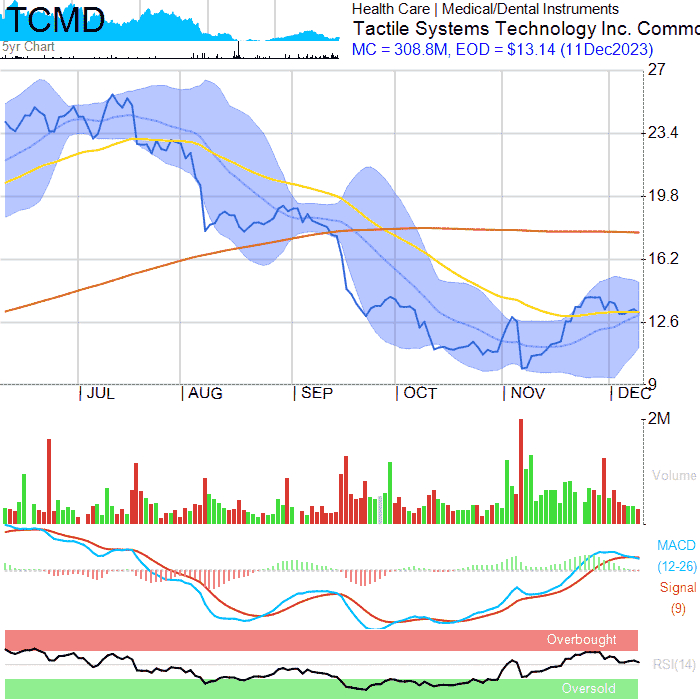 TCMD
5yr Chart
Health Care | Medical/Dental Instruments
Tactile Systems Technology Inc. Commo
MC = 308.8M, EOD = $13.14 (11Dec2023)
27
23.4
19.8
16.2
12.6
9
JUL AUG SEP OCT NOV DEC
2M
Volume
MACD
(12-26)
Signal
(9)
Overbought
RSI(14)
Oversold